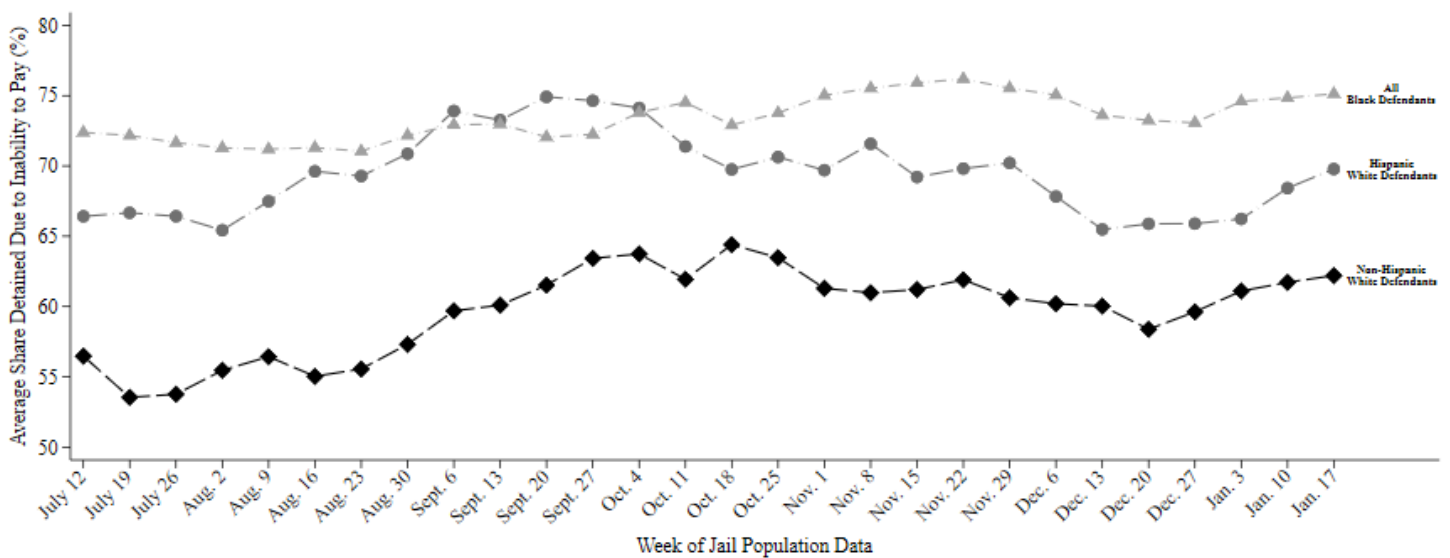 Average Share Detained Due to Inability to Pay (%)
80
75
70
65
60
55
50
All
Black Defendants
Hispanic
White Defendants
Non-Hispanic
White Defendants
July 12
July 19
July 26
Aug. 2
Aug. 9
Aug. 16
Aug. 23
Aug. 30
Sept. 6
Sept. 13
Sept. 20
Sept. 27
Oct. 4
Oct. 11
Oct. 18
Oct. 25
Nov. 1
Nov. 8
Nov. 15
Nov. 22
Nov. 29
Dec. 6
Dec. 13
Dec. 20
Dec. 27
Jan. 3
Jan. 10
Jan. 17
Week of Jail Population Data